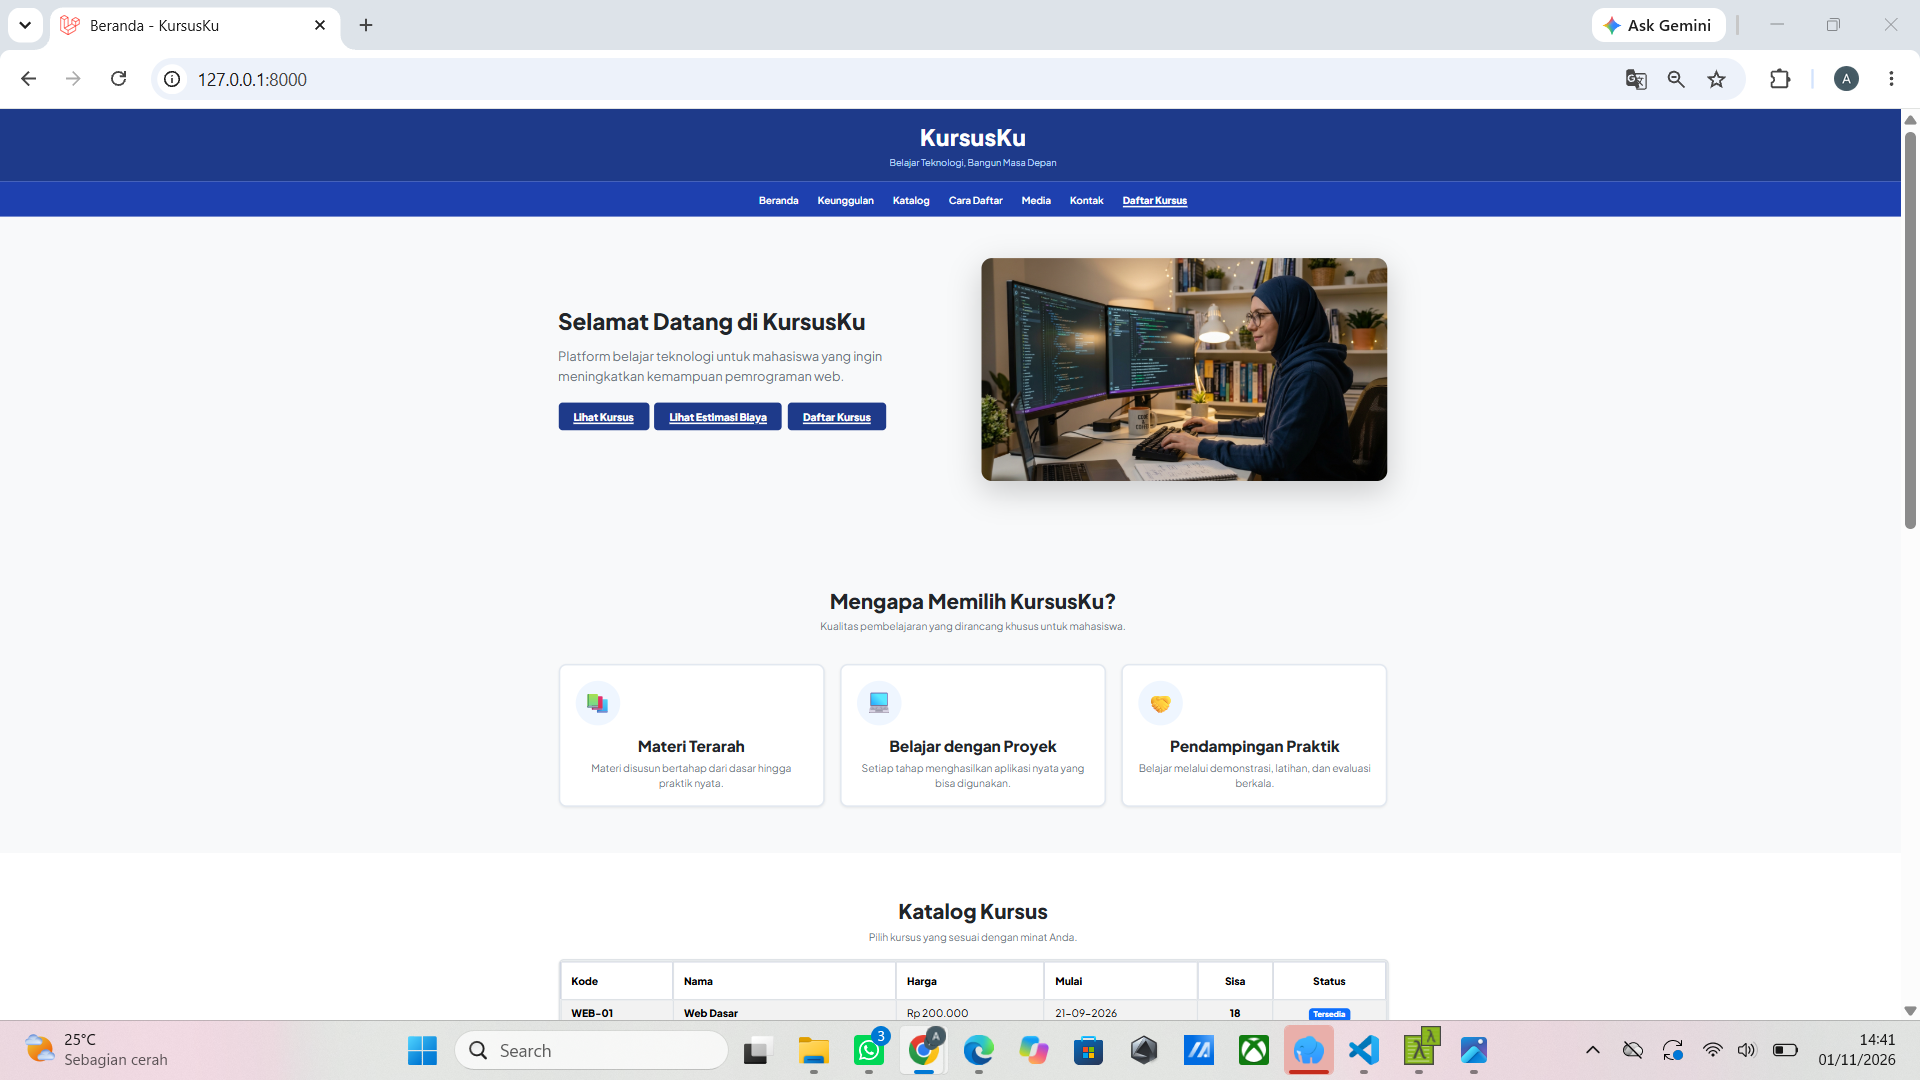 Beranda - KursusKu
Ask Gemini
127.0.0.1:8000
A
KursusKu
Belajar Teknologi, Bangun Masa Depan
Beranda Keunggulan Katalog Cara Daftar Media Kontak Daftar Kursus
Selamat Datang di KursusKu
Platform belajar teknologi untuk mahasiswa yang ingin
meningkatkan kemampuan pemrograman web.
Lihat Kursus Lihat Estimasi Biaya Daftar Kursus
Mengapa Memilih KursusKu?
Kualitas pembelajaran yang dirancang khusus untuk mahasiswa.
Materi Terarah
Materi disusun bertahap dari dasar hingga
praktik nyata.
Belajar dengan Proyek
Setiap tahap menghasilkan aplikasi nyata yang
bisa digunakan.
Pendampingan Praktik
Belajar melalui demonstrasi, latihan, dan evaluasi
berkala.
Katalog Kursus
Pilih kursus yang sesuai dengan minat Anda.
Kode Nama Harga Mulai Sisa Status
WEB-01 Web Dasar Rp 200.000 21-09-2026 18 Tersedia
25°C
Sebagian cerah
Search
3
A
14:41
01/11/2026